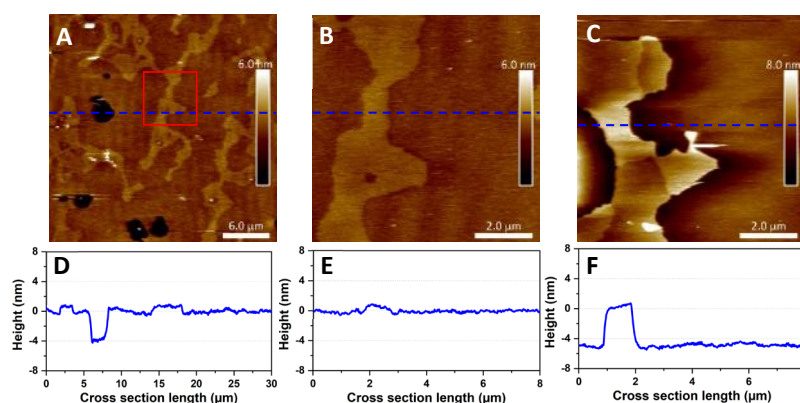 A
6.0 nm
6.0 µm
B
6.0 nm
2.0 µm
C
8.0 nm
2.0 µm
D
Height (nm)
8
4
0
-4
-8
0 5 10 15 20 25 30
Cross section length (µm)
E
8
4
0
-4
-8
0 2 4 6 8
Cross section length (µm)
F
Height (nm)
8
4
0
-4
-8
0 2 4 6
Cross section length (µm)